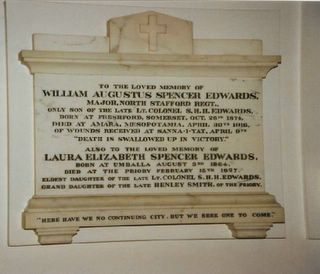 TO THE LOVED MEMORY OF
WILLIAM AUGUSTUS SPENCER EDWARDS,
MAJOR, NORTH STAFFORD REGT.,
ONLY SON OF THE LATE LT. COLONEL S.H.H. EDWARDS,
BORN AT FRESHFORD, SOMERSET, OCT. 26TH 1874,
DIED AT AMARA, MESOPOTAMIA, APRIL 20TH 1916,
OF WOUNDS RECEIVED AT SANNA-I-YAT, APRIL 9TH
"DEATH IS SWALLOWED UP IN VICTORY."
ALSO TO THE LOVED MEMORY OF
LAURA ELIZABETH SPENCER EDWARDS,
BORN AT UMBALLA AUGUST 3RD 1864,
DIED AT THE PRIORY FEBRUARY 15TH 1927.
ELDEST DAUGHTER OF THE LATE LT. COLONEL S.H.H. EDWARDS,
GRAND DAUGHTER OF THE LATE HENLEY SMITH, OF THE PRIORY.
"HERE HAVE WE NO CONTINUING CITY, BUT WE SEEK ONE TO COME."